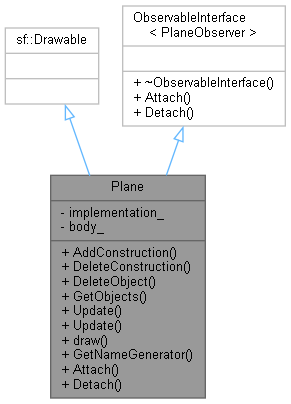 sf::Drawable
ObservableInterface
< PlaneObserver >
+ ~ObservableInterface()
+ Attach()
+ Detach()
Plane
- implementation_
- body_
+ AddConstruction()
+ DeleteConstruction()
+ DeleteObject()
+ GetObjects()
+ Update()
+ Update()
+ draw()
+ GetNameGenerator()
+ Attach()
+ Detach()